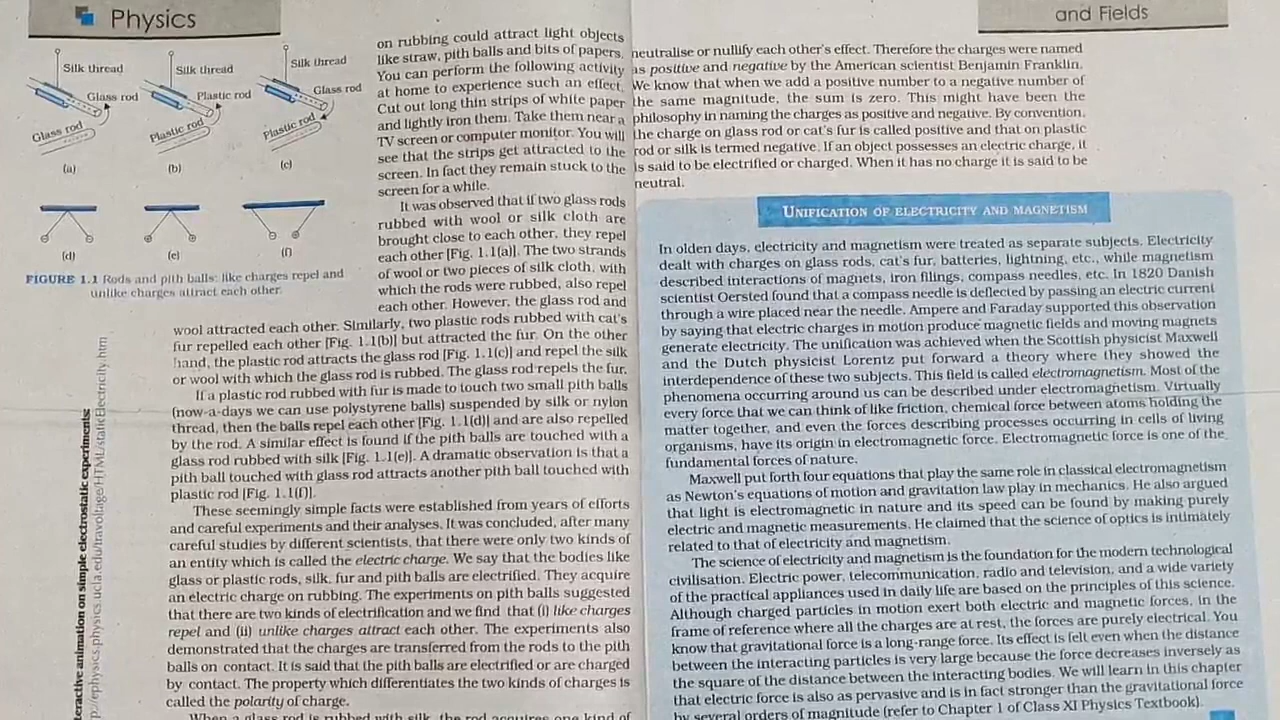 Physics
Silk thread
Silk thread
Silk thread
Glass rod
Plastic rod
Glass rod
Glass rod
Plastic rod
Plastic rod
(a)
(b)
(c)
(d)
(e)
(f)
FIGURE 1.1 Rods and pith balls: like charges repel and
unlike charges attract each other.
teractive animation on simple electrostatic experiments:
p://ephysics.physics.ucla.edu/travoltage/HTML/staticElectricity.htm
on rubbing could attract light objects
like straw, pith balls and bits of papers.
You can perform the following activity
at home to experience such an effect.
Cut out long thin strips of white paper
and lightly iron them. Take them near a
TV screen or computer monitor. You will
see that the strips get attracted to the
screen. In fact they remain stuck to the
screen for a while.
It was observed that if two glass rods
rubbed with wool or silk cloth are
brought close to each other, they repel
each other [Fig. 1.1(a)]. The two strands
of wool or two pieces of silk cloth, with
which the rods were rubbed, also repel
each other. However, the glass rod and
wool attracted each other. Similarly, two plastic rods rubbed with cat's
fur repelled each other [Fig. 1.1(b)] but attracted the fur. On the other
hand, the plastic rod attracts the glass rod [Fig. 1.1(c)] and repel the silk
or wool with which the glass rod is rubbed. The glass rod repels the fur.
If a plastic rod rubbed with fur is made to touch two small pith balls
(now-a-days we can use polystyrene balls) suspended by silk or nylon
thread, then the balls repel each other [Fig. 1.1(d)] and are also repelled
by the rod. A similar effect is found if the pith balls are touched with a
glass rod rubbed with silk [Fig. 1.1(e)]. A dramatic observation is that a
pith ball touched with glass rod attracts another pith ball touched with
plastic rod [Fig. 1.1(f)].
These seemingly simple facts were established from years of efforts
and careful experiments and their analyses. It was concluded, after many
careful studies by different scientists, that there were only two kinds of
an entity which is called the electric charge. We say that the bodies like
glass or plastic rods, silk, fur and pith balls are electrified. They acquire
an electric charge on rubbing. The experiments on pith balls suggested
that there are two kinds of electrification and we find that (i) like charges
repel and (ii) unlike charges attract each other. The experiments also
demonstrated that the charges are transferred from the rods to the pith
balls on contact. It is said that the pith balls are electrified or are charged
by contact. The property which differentiates the two kinds of charges is
called the polarity of charge.
When a glass rod is rubbed with silk, the rod acquires one kind of
and Fields
neutralise or nullify each other's effect. Therefore the charges were named
as positive and negative by the American scientist Benjamin Franklin.
We know that when we add a positive number to a negative number of
the same magnitude, the sum is zero. This might have been the
philosophy in naming the charges as positive and negative. By convention,
the charge on glass rod or cat's fur is called positive and that on plastic
rod or silk is termed negative. If an object possesses an electric charge, it
is said to be electrified or charged. When it has no charge it is said to be
neutral.
UNIFICATION OF ELECTRICITY AND MAGNETISM
In olden days, electricity and magnetism were treated as separate subjects. Electricity
dealt with charges on glass rods, cat's fur, batteries, lightning, etc., while magnetism
described interactions of magnets, iron filings, compass needles, etc. In 1820 Danish
scientist Oersted found that a compass needle is deflected by passing an electric current
through a wire placed near the needle. Ampere and Faraday supported this observation
by saying that electric charges in motion produce magnetic fields and moving magnets
generate electricity. The unification was achieved when the Scottish physicist Maxwell
and the Dutch physicist Lorentz put forward a theory where they showed the
interdependence of these two subjects. This field is called electromagnetism. Most of the
phenomena occurring around us can be described under electromagnetism. Virtually
every force that we can think of like friction, chemical force between atoms holding the
matter together, and even the forces describing processes occurring in cells of living
organisms, have its origin in electromagnetic force. Electromagnetic force is one of the
fundamental forces of nature.
Maxwell put forth four equations that play the same role in classical electromagnetism
as Newton's equations of motion and gravitation law play in mechanics. He also argued
that light is electromagnetic in nature and its speed can be found by making purely
electric and magnetic measurements. He claimed that the science of optics is intimately
related to that of electricity and magnetism.
The science of electricity and magnetism is the foundation for the modern technological
civilisation. Electric power, telecommunication, radio and television, and a wide variety
of the practical appliances used in daily life are based on the principles of this science.
Although charged particles in motion exert both electric and magnetic forces, in the
frame of reference where all the charges are at rest, the forces are purely electrical. You
know that gravitational force is a long-range force. Its effect is felt even when the distance
between the interacting particles is very large because the force decreases inversely as
the square of the distance between the interacting bodies. We will learn in this chapter
that electric force is also as pervasive and is in fact stronger than the gravitational force
by several orders of magnitude (refer to Chapter 1 of Class XI Physics Textbook).